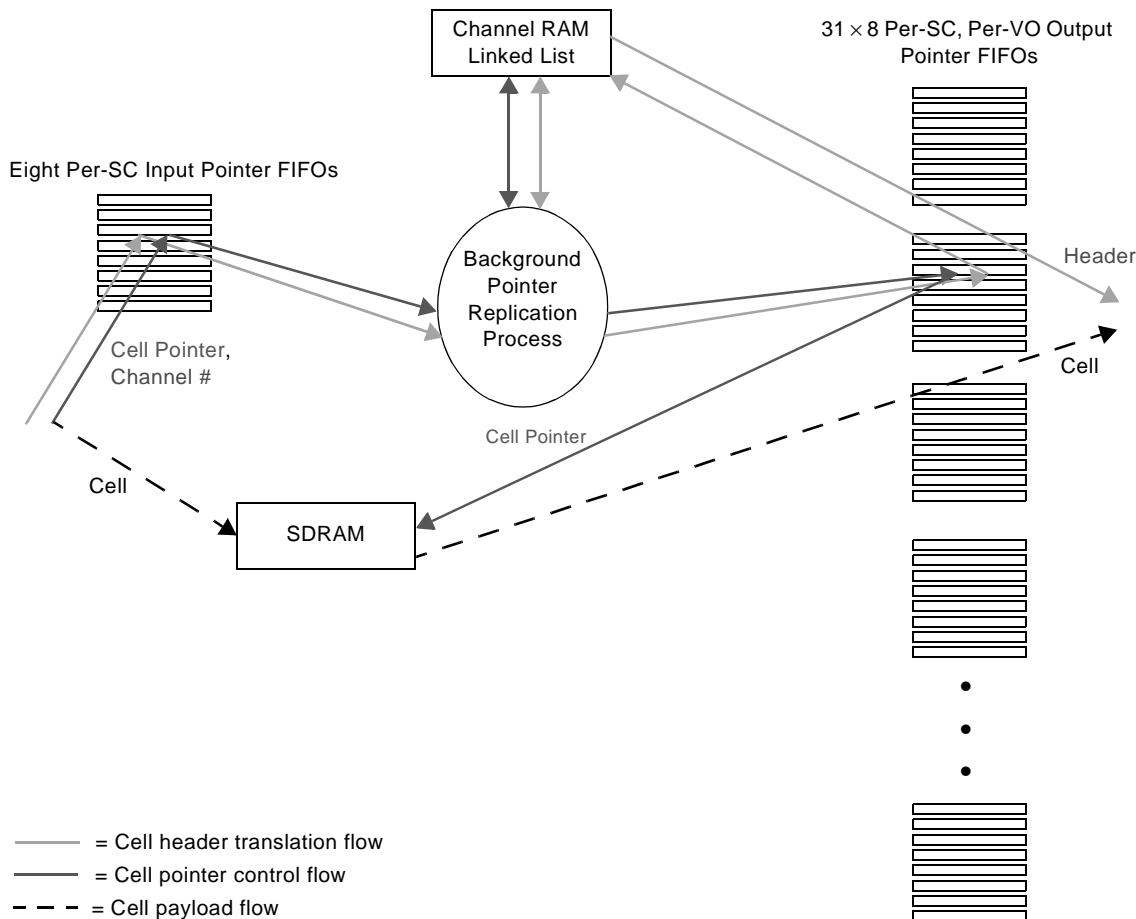 Channel RAM
Linked List
31 × 8 Per-SC, Per-VO Output
Pointer FIFOs
Eight Per-SC Input Pointer FIFOs
Background
Pointer
Replication
Process
Header
Cell Pointer,
Channel #
Cell
Cell Pointer
Cell
SDRAM
= Cell header translation flow
= Cell pointer control flow
= Cell payload flow